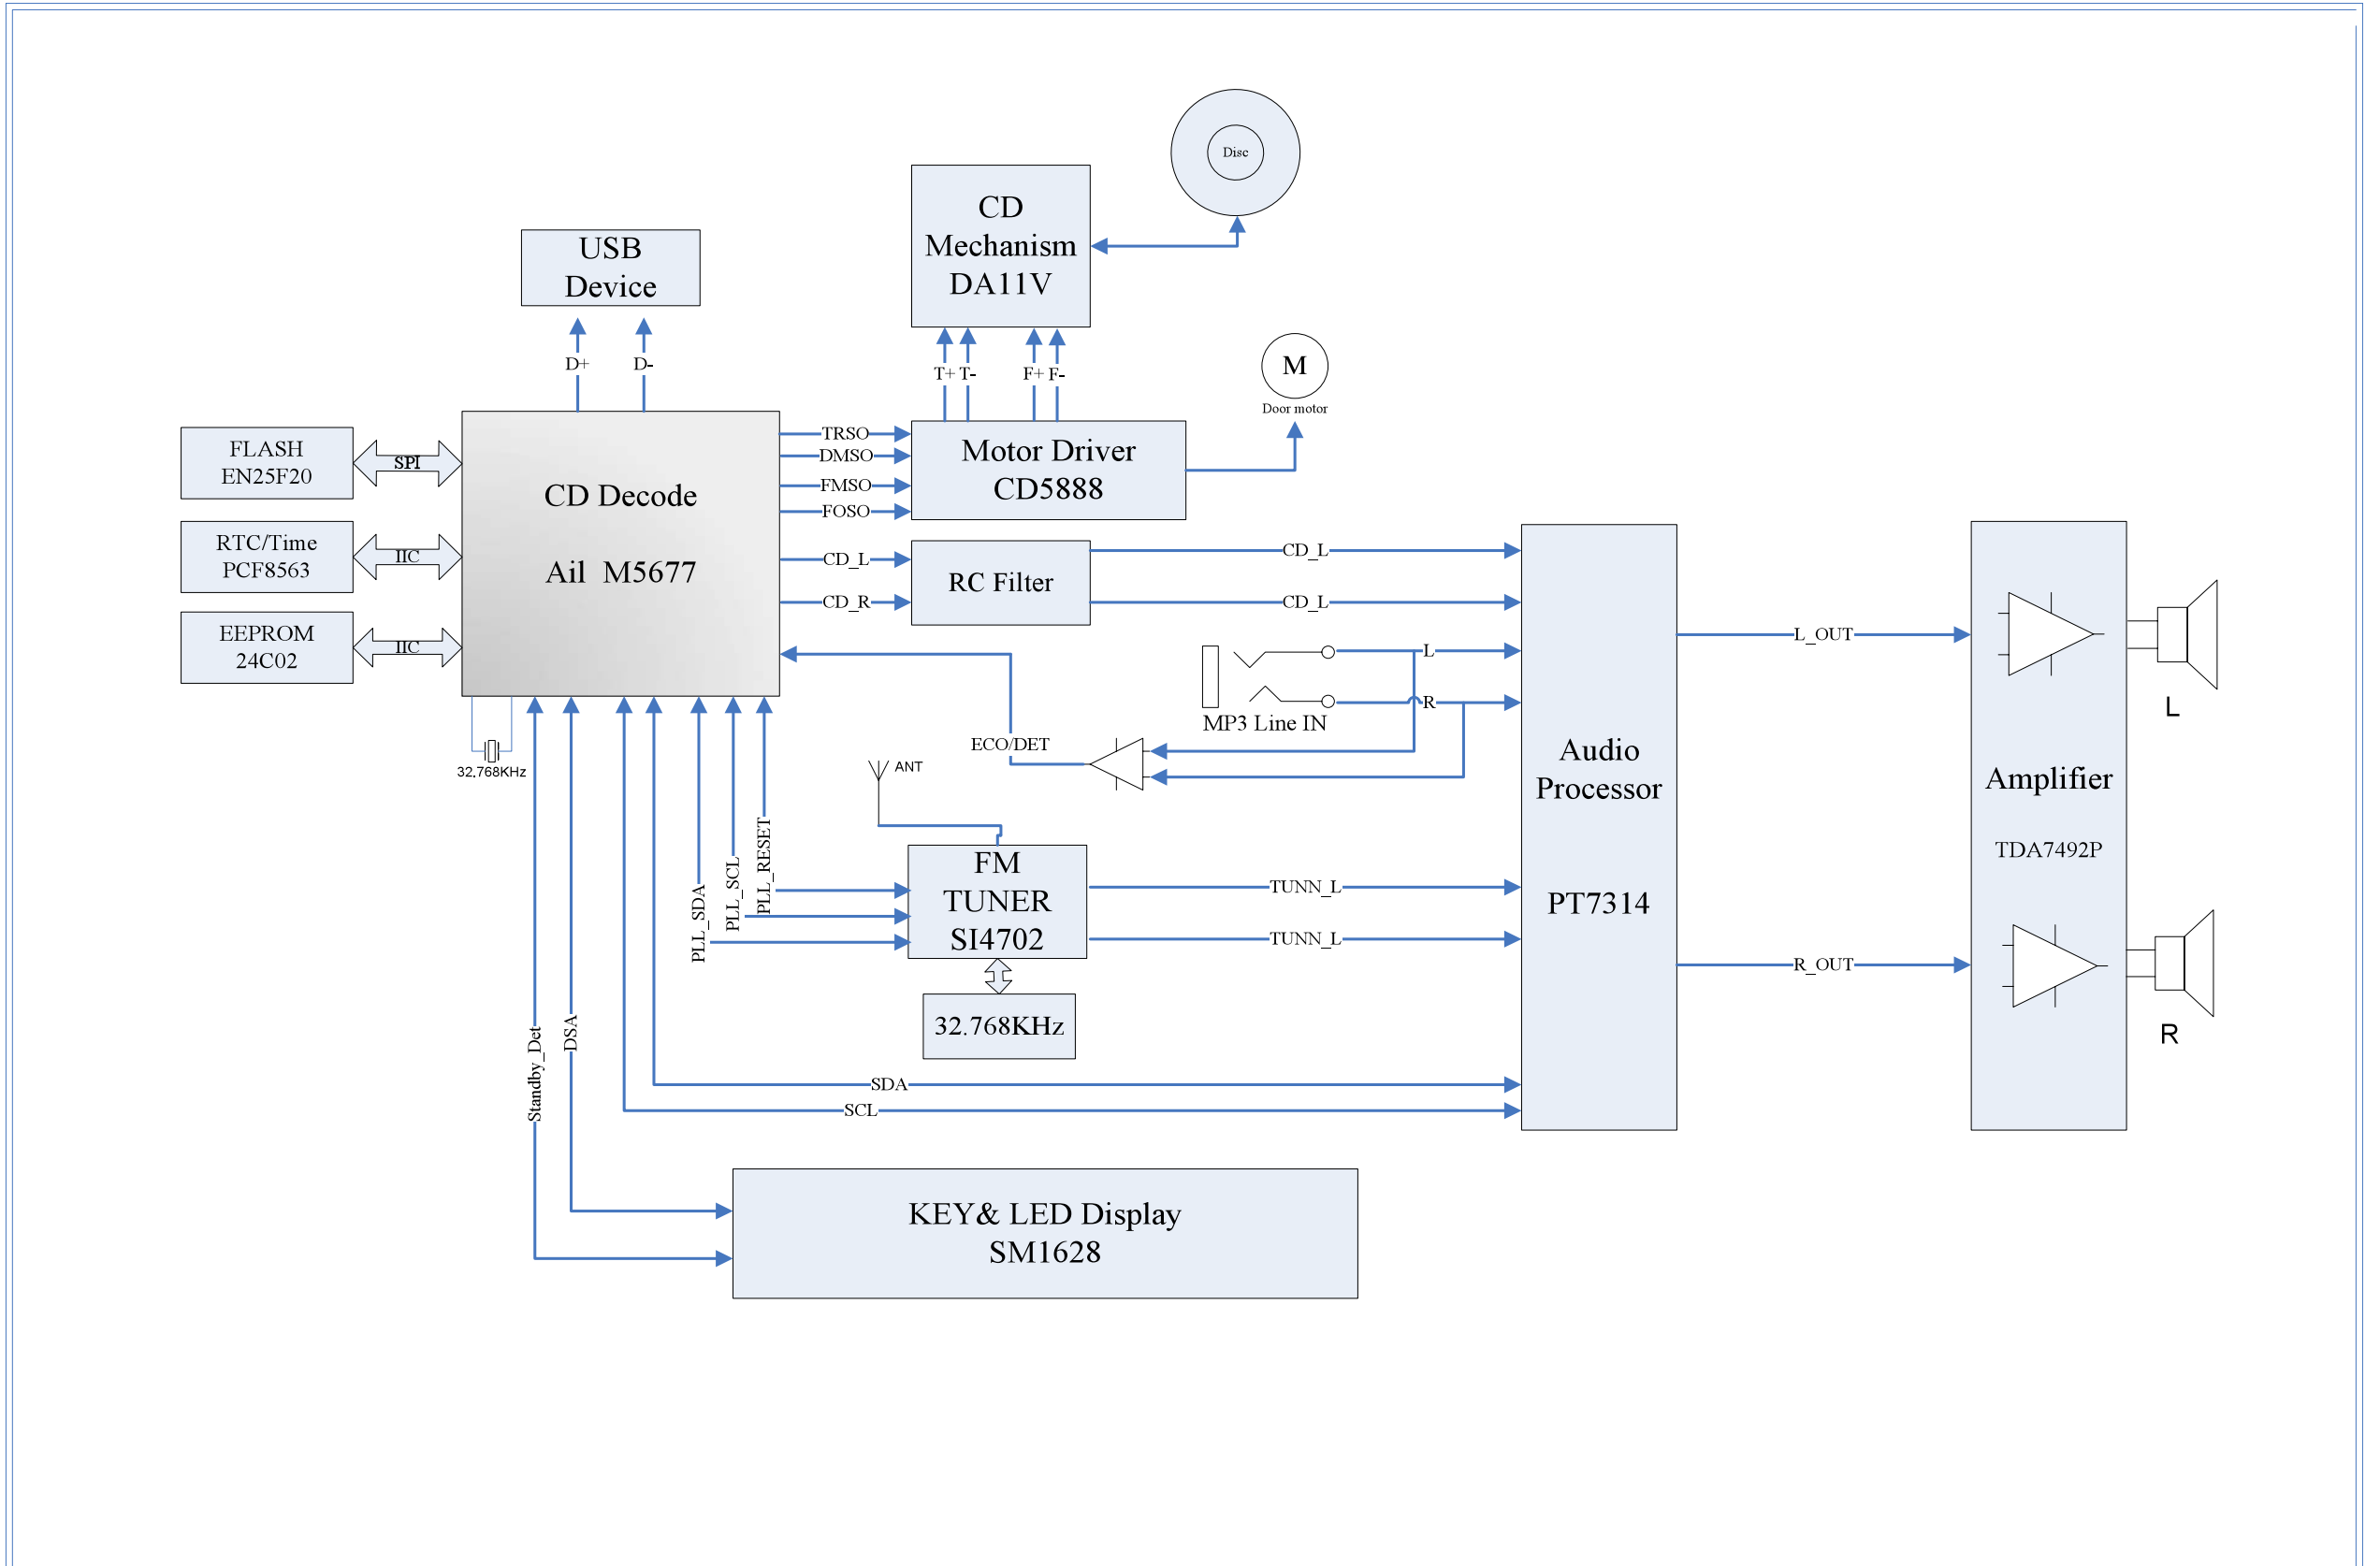 Disc
CD
Mechanism
DA11V
USB
Device
D+
D-
T+
T-
F+
F-
M
Door motor
FLASH
EN25F20
SPI
RTC/Time
PCF8563
IIC
EEPROM
24C02
IIC
CD Decode
Ail M5677
TRSO
DMSO
FMSO
FOSO
CD_L
CD_R
Motor Driver
CD5888
RC Filter
CD_L
CD_L
L
R
MP3 Line IN
ECO/DET
32.768KHz
ANT
PLL_SDA
PLL_SCL
PLL_RESET
FM
TUNER
SI4702
TUNN_L
TUNN_L
32.768KHz
Audio
Processor
PT7314
L_OUT
R_OUT
Amplifier
TDA7492P
L
R
Standby_Det
DSA
SDA
SCL
KEY& LED Display
SM1628